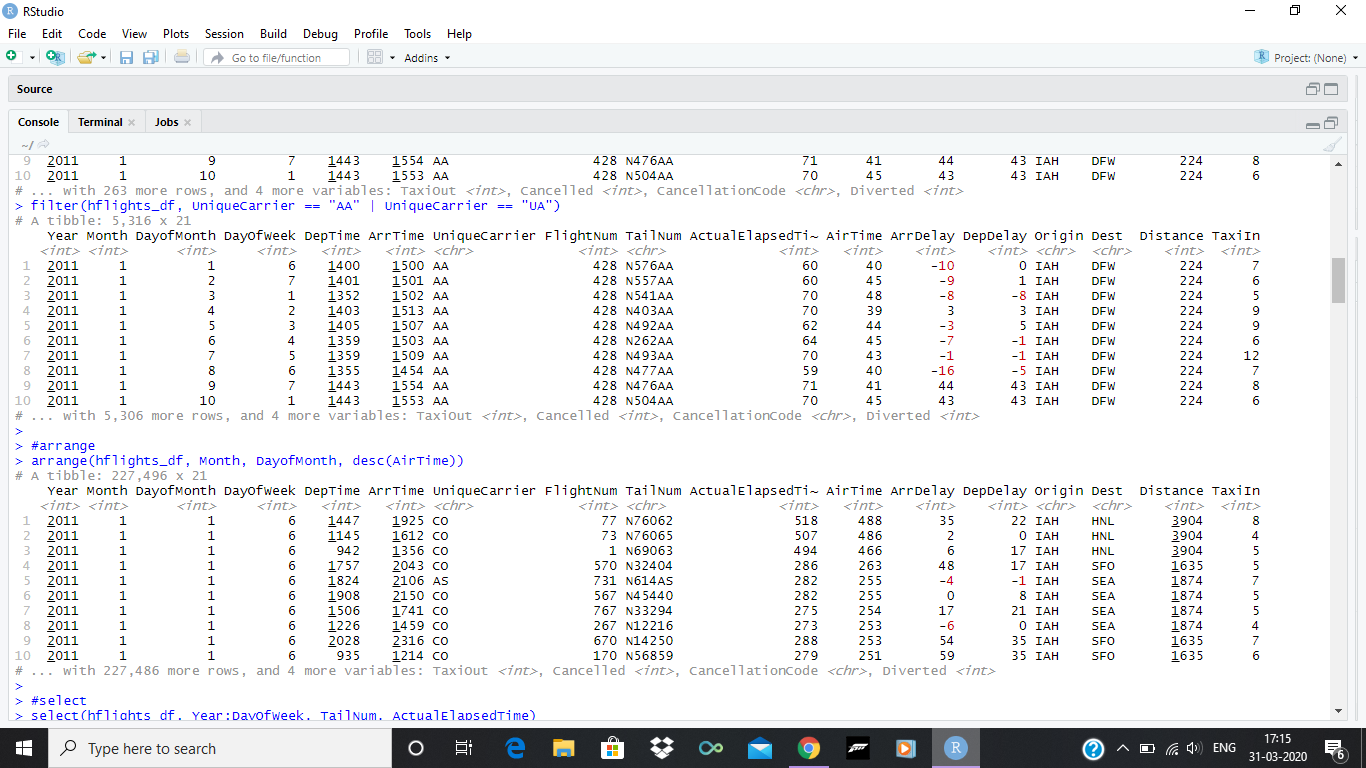 RStudio
File Edit Code View Plots Session Build Debug Profile Tools Help
Go to file/function Addins Project: (None)
Source
Console Terminal Jobs
~/
9 2011 1 9 7 1443 1554 AA 428 N476AA 71 41 44 43 IAH DFW 224 8
10 2011 1 10 1 1443 1553 AA 428 N504AA 70 45 43 43 IAH DFW 224 6
# ... with 263 more rows, and 4 more variables: TaxiOut <int>, Cancelled <int>, CancellationCode <chr>, Diverted <int>
> filter(hflights_df, UniqueCarrier == "AA" | UniqueCarrier == "UA")
# A tibble: 5,316 x 21
Year Month DayofMonth DayOfWeek DepTime ArrTime UniqueCarrier FlightNum TailNum ActualElapsedTi~ AirTime ArrDelay DepDelay Origin Dest Distance TaxiIn
<int> <int> <int> <int> <int> <int> <chr> <int> <chr> <int> <int> <int> <int> <chr> <chr> <int> <int>
1 2011 1 1 6 1400 1500 AA 428 N576AA 60 40 -10 0 IAH DFW 224 7
2 2011 1 2 7 1401 1501 AA 428 N557AA 60 45 -9 1 IAH DFW 224 6
3 2011 1 3 1 1352 1502 AA 428 N541AA 70 48 -8 -8 IAH DFW 224 5
4 2011 1 4 2 1403 1513 AA 428 N403AA 70 39 3 3 IAH DFW 224 9
5 2011 1 5 3 1405 1507 AA 428 N492AA 62 44 -3 5 IAH DFW 224 9
6 2011 1 6 4 1359 1503 AA 428 N262AA 64 45 -7 -1 IAH DFW 224 6
7 2011 1 7 5 1359 1509 AA 428 N493AA 70 43 -1 -1 IAH DFW 224 12
8 2011 1 8 6 1355 1454 AA 428 N477AA 59 40 -16 -5 IAH DFW 224 7
9 2011 1 9 7 1443 1554 AA 428 N476AA 71 41 44 43 IAH DFW 224 8
10 2011 1 10 1 1443 1553 AA 428 N504AA 70 45 43 43 IAH DFW 224 6
# ... with 5,306 more rows, and 4 more variables: TaxiOut <int>, Cancelled <int>, CancellationCode <chr>, Diverted <int>
>
> #arrange
> arrange(hflights_df, Month, DayofMonth, desc(AirTime))
# A tibble: 227,496 x 21
Year Month DayofMonth DayOfWeek DepTime ArrTime UniqueCarrier FlightNum TailNum ActualElapsedTi~ AirTime ArrDelay DepDelay Origin Dest Distance TaxiIn
<int> <int> <int> <int> <int> <int> <chr> <int> <chr> <int> <int> <int> <int> <chr> <chr> <int> <int>
1 2011 1 1 6 1447 1925 CO 77 N76062 518 488 35 22 IAH HNL 3904 8
2 2011 1 1 6 1145 1612 CO 73 N76065 507 486 2 0 IAH HNL 3904 4
3 2011 1 1 6 942 1356 CO 1 N69063 494 466 6 17 IAH HNL 3904 5
4 2011 1 1 6 1757 2043 CO 570 N32404 286 263 48 17 IAH SFO 1635 5
5 2011 1 1 6 1824 2106 AS 731 N614AS 282 255 -4 -1 IAH SEA 1874 7
6 2011 1 1 6 1908 2150 CO 567 N45440 282 255 0 8 IAH SEA 1874 5
7 2011 1 1 6 1506 1741 CO 767 N33294 275 254 17 21 IAH SEA 1874 5
8 2011 1 1 6 1226 1459 CO 267 N12216 273 253 -6 0 IAH SEA 1874 4
9 2011 1 1 6 2028 2316 CO 670 N14250 288 253 54 35 IAH SFO 1635 7
10 2011 1 1 6 935 1214 CO 170 N56859 279 251 59 35 IAH SFO 1635 6
# ... with 227,486 more rows, and 4 more variables: TaxiOut <int>, Cancelled <int>, CancellationCode <chr>, Diverted <int>
>
> #select
> select(hflights_df, Year:DayOfWeek, TailNum, ActualElapsedTime)
Type here to search ENG 17:15
31-03-2020 6